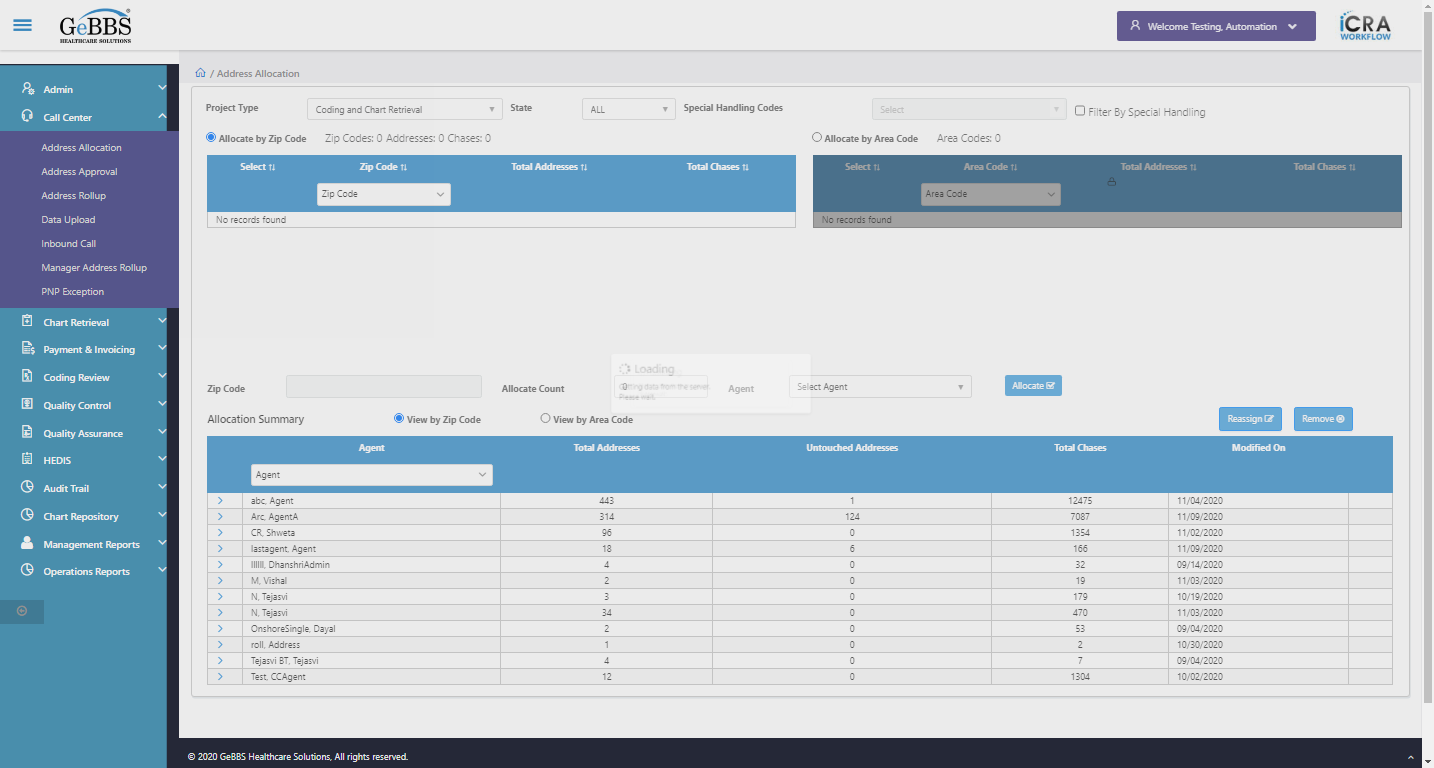 GeBBS
HEALTHCARE SOLUTIONS
Welcome Testing, Automation
iCRA
WORKFLOW
Admin
Call Center
Address Allocation
Address Approval
Address Rollup
Data Upload
Inbound Call
Manager Address Rollup
PNP Exception
Chart Retrieval
Payment & Invoicing
Coding Review
Quality Control
Quality Assurance
HEDIS
Audit Trail
Chart Repository
Management Reports
Operations Reports
/ Address Allocation
Project Type Coding and Chart Retrieval State ALL Special Handling Codes Select Filter By Special Handling
Allocate by Zip Code Zip Codes: 0 Addresses: 0 Chases: 0
Select Zip Code Total Addresses Total Chases
Zip Code
No records found
Allocate by Area Code Area Codes: 0
Select Area Code Total Addresses Total Chases
Area Code
No records found
Loading..
Getting data from the server.
Please wait..
Zip Code Allocate Count 0 Agent Select Agent Allocate
Allocation Summary View by Zip Code View by Area Code Reassign Remove
Agent Total Addresses Untouched Addresses Total Chases Modified On
Agent
abc, Agent 443 1 12475 11/04/2020
Arc, AgentA 314 124 7087 11/09/2020
CR, Shweta 96 0 1354 11/02/2020
lastagent, Agent 18 6 166 11/09/2020
DhanshriAdmin 4 0 32 09/14/2020
M, Vishal 2 0 19 11/03/2020
N, Tejasvi 3 0 179 10/19/2020
N, Tejasvi 34 0 470 11/03/2020
OnshoreSingle, Dayal 2 0 53 09/04/2020
roll, Address 1 0 2 10/30/2020
Tejasvi BT, Tejasvi 4 0 7 09/04/2020
Test, CCAgent 12 0 1304 10/02/2020
© 2020 GeBBS Healthcare Solutions, All rights reserved.